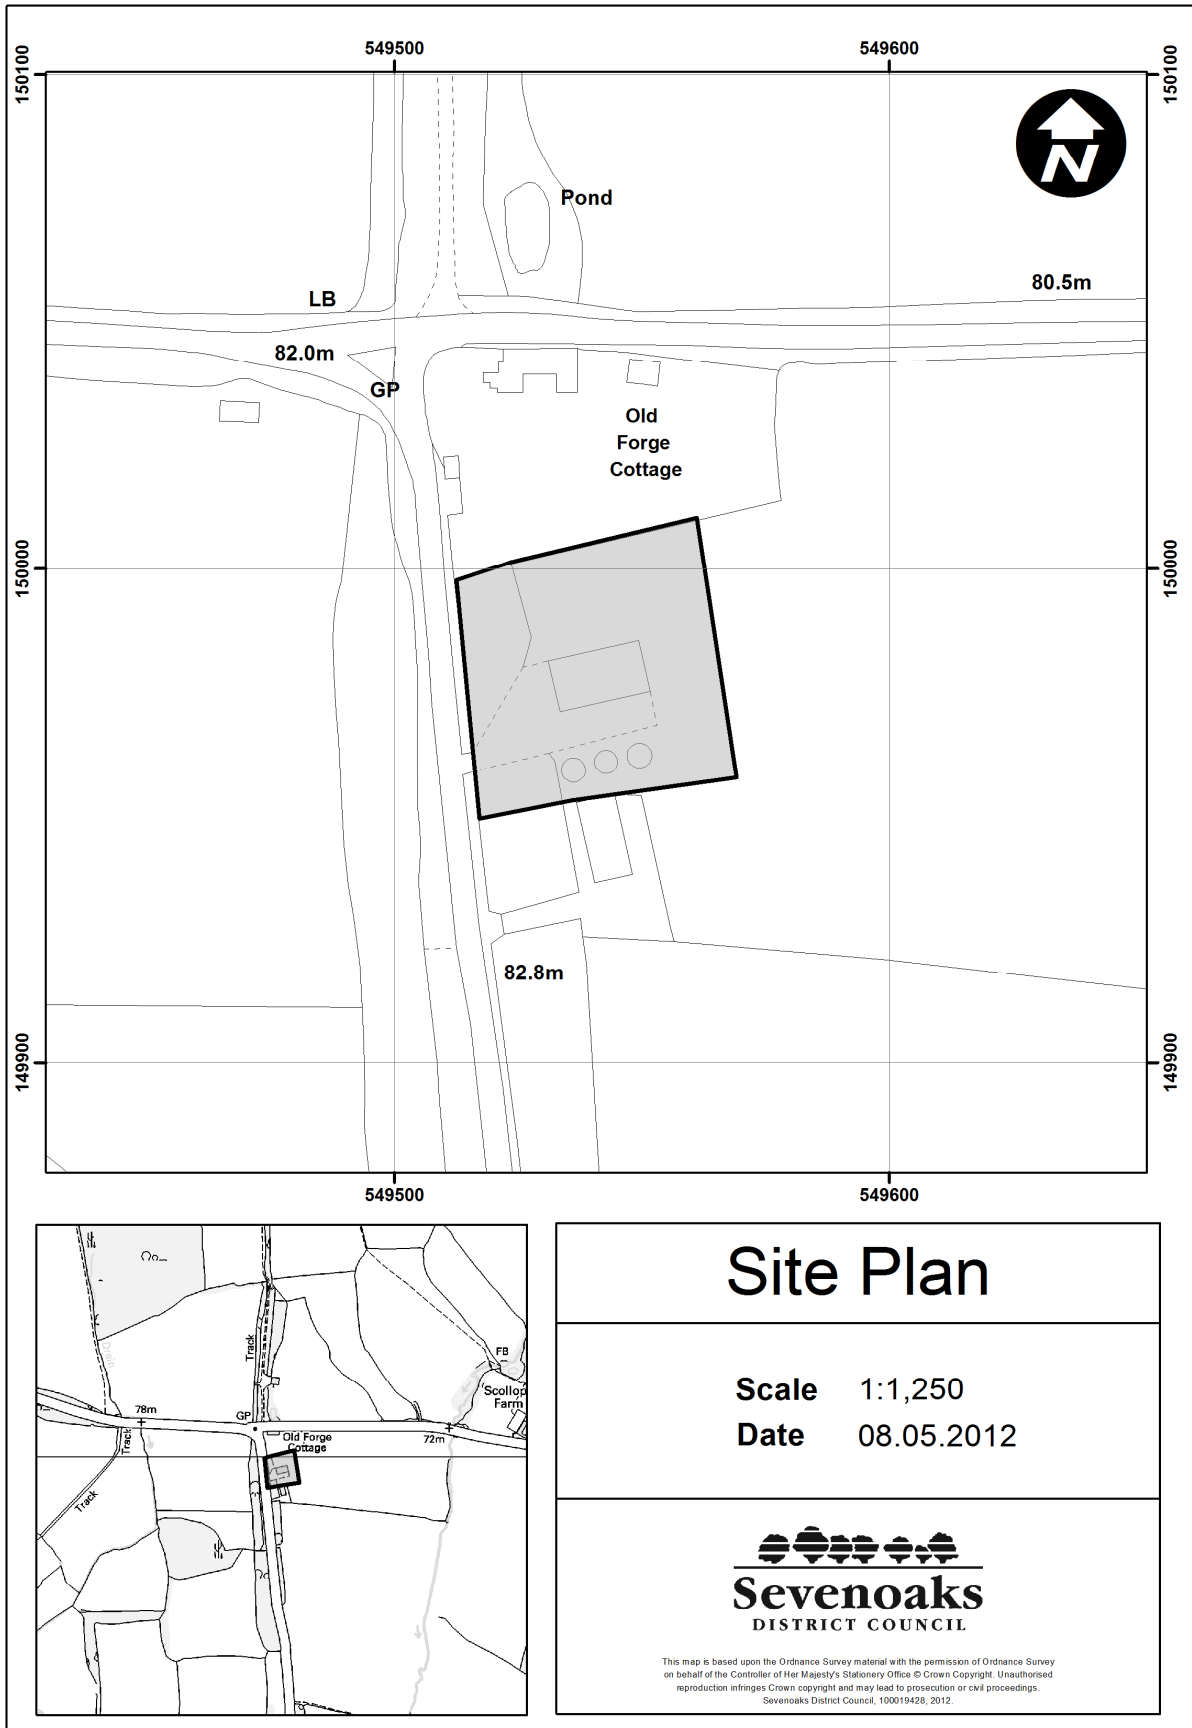 549500
549600
150100
150100
N
Pond
80.5m
LB
82.0m
GP
Old
Forge
Cottage
150000
150000
82.8m
149900
149900
549500
549600
Drain
Track
FB
Scollop
Farm
78m
GP
72m
Old Forge
Cottage
Track
Track
Site Plan
Scale 1:1,250
Date 08.05.2012
Sevenoaks
DISTRICT COUNCIL
This map is based upon the Ordnance Survey material with the permission of Ordnance Survey
on behalf of the Controller of Her Majesty's Stationery Office © Crown Copyright. Unauthorised
reproduction infringes Crown copyright and may lead to prosecution or civil proceedings.
Sevenoaks District Council, 100019428, 2012.